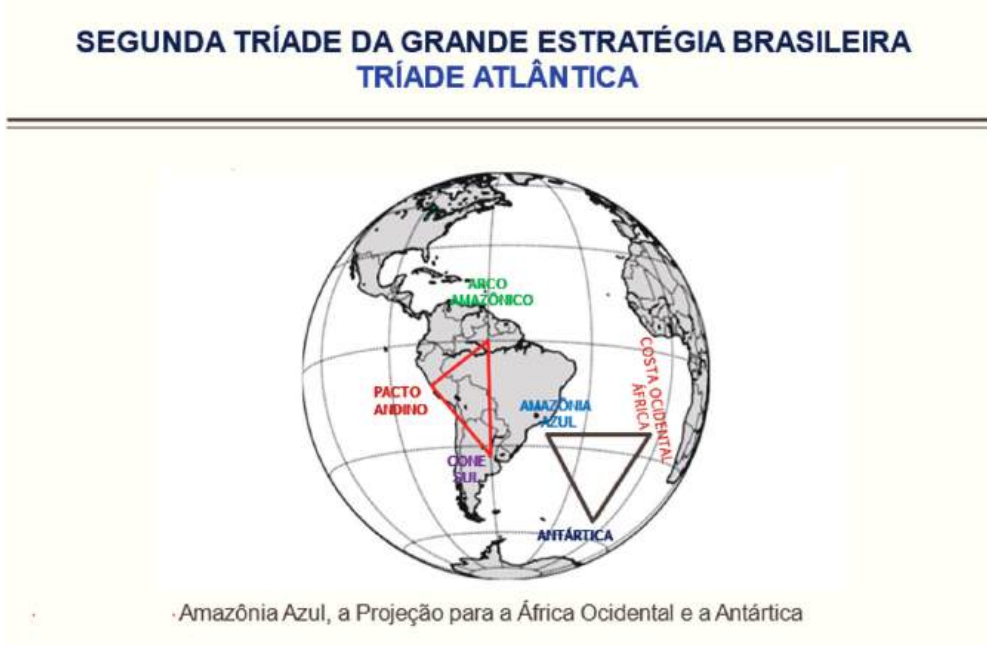 SEGUNDA TRÍADE DA GRANDE ESTRATÉGIA BRASILEIRA
TRÍADE ATLÂNTICA
ARCO
AMAZÔNICO
PACTO
ANDINO
AMAZÔNIA
AZUL
COSTA OCIDENTAL
ÁFRICA
CONE
SUL
ANTÁRTICA
Amazônia Azul, a Projeção para a África Ocidental e a Antártica